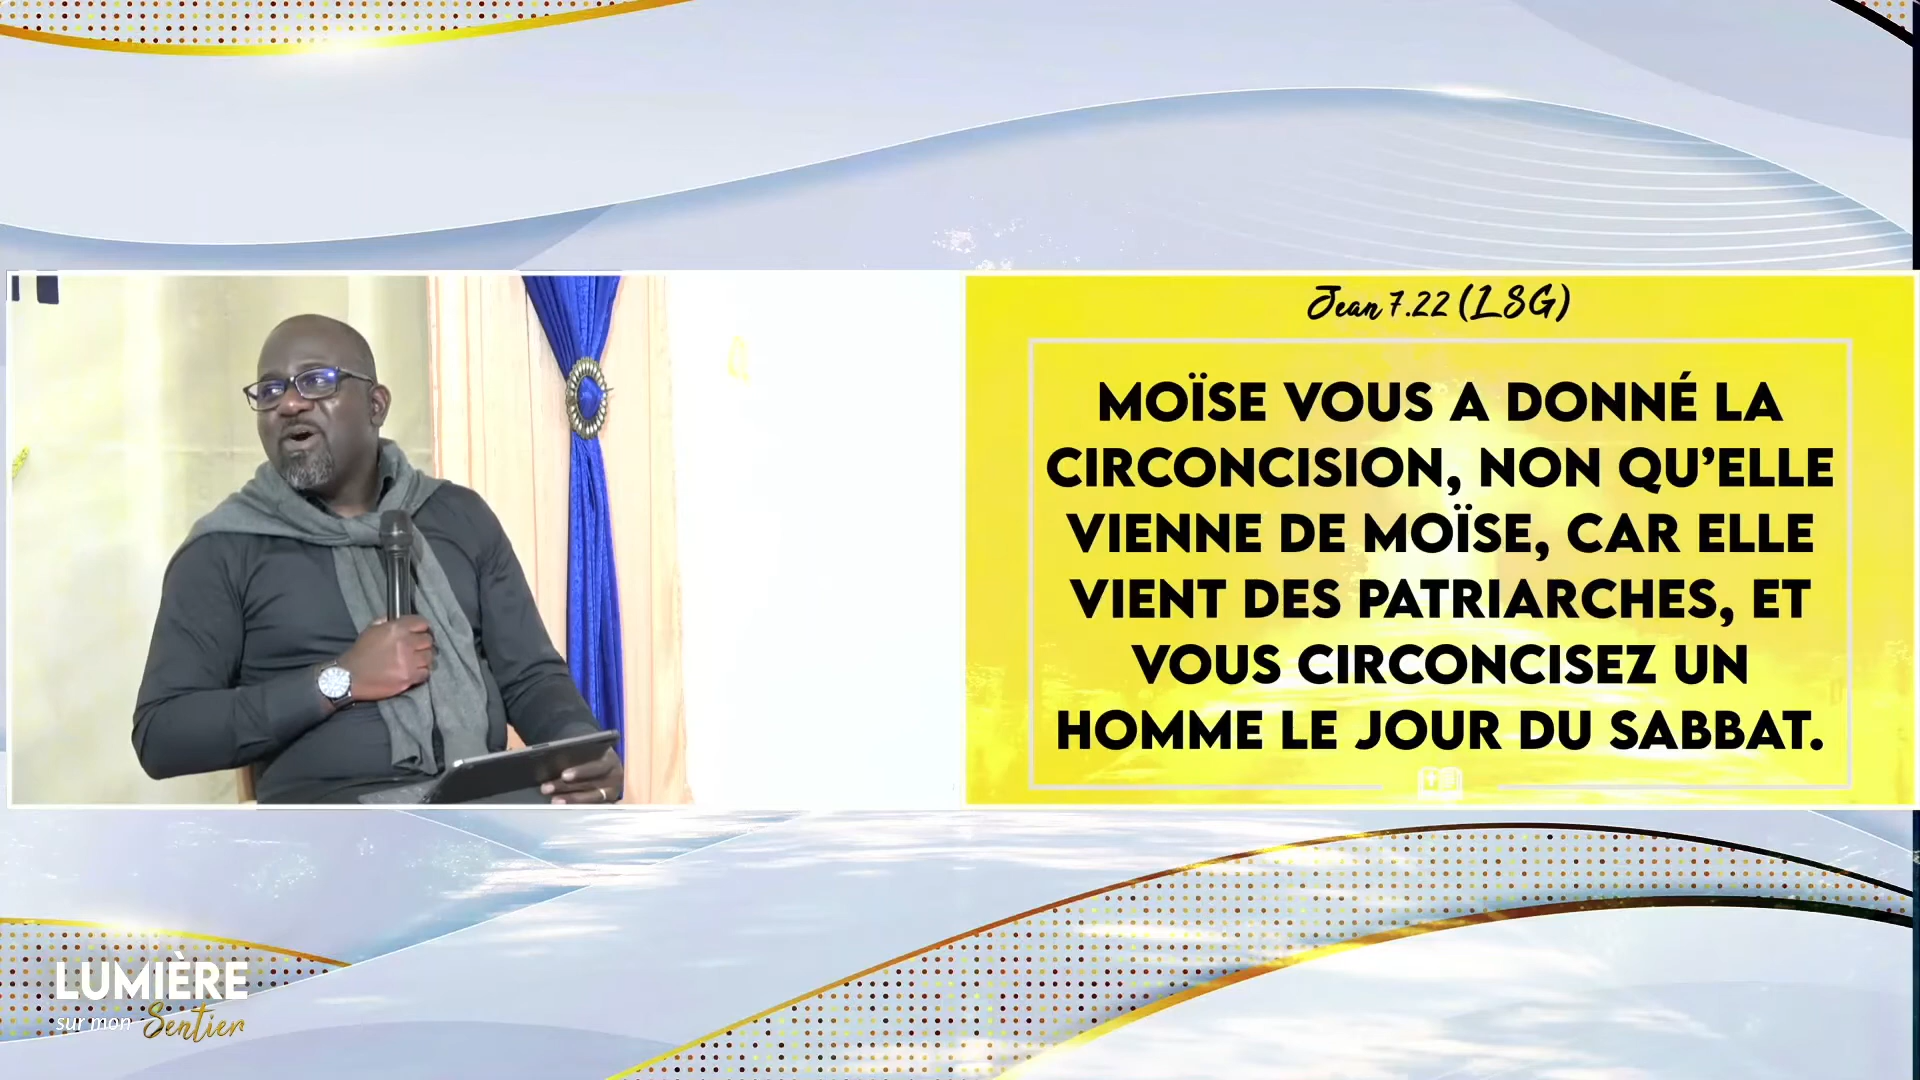 Jean 7.22 (LSG)
MOÏSE VOUS A DONNÉ LA
CIRCONCISION, NON QU’ELLE
VIENNE DE MOÏSE, CAR ELLE
VIENT DES PATRIARCHES, ET
VOUS CIRCONCISEZ UN
HOMME LE JOUR DU SABBAT.
LUMIÈRE
sur mon Sentier